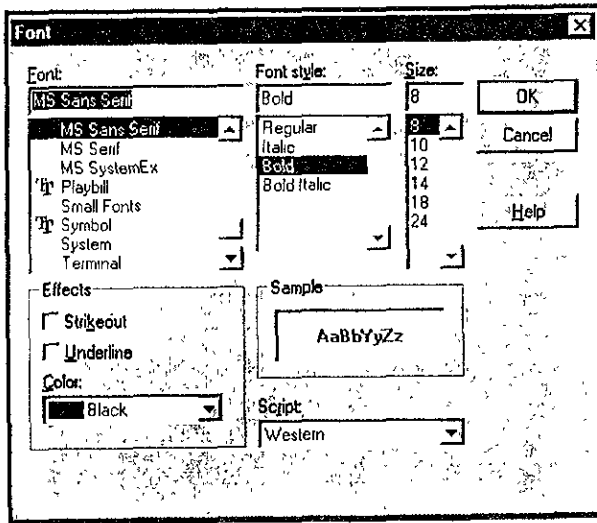 Font
Font:
MS Sans Serif
MS Sans Serif
MS Serif
MS SystemEx
Playbill
Small Fonts
Symbol
System
Terminal
Font style:
Bold
Regular
Italic
Bold
Bold Italic
Size:
8
8
10
12
14
18
24
OK
Cancel
Help
Effects
Strikeout
Underline
Color:
Black
Sample
AaBbYyZz
Script:
Western